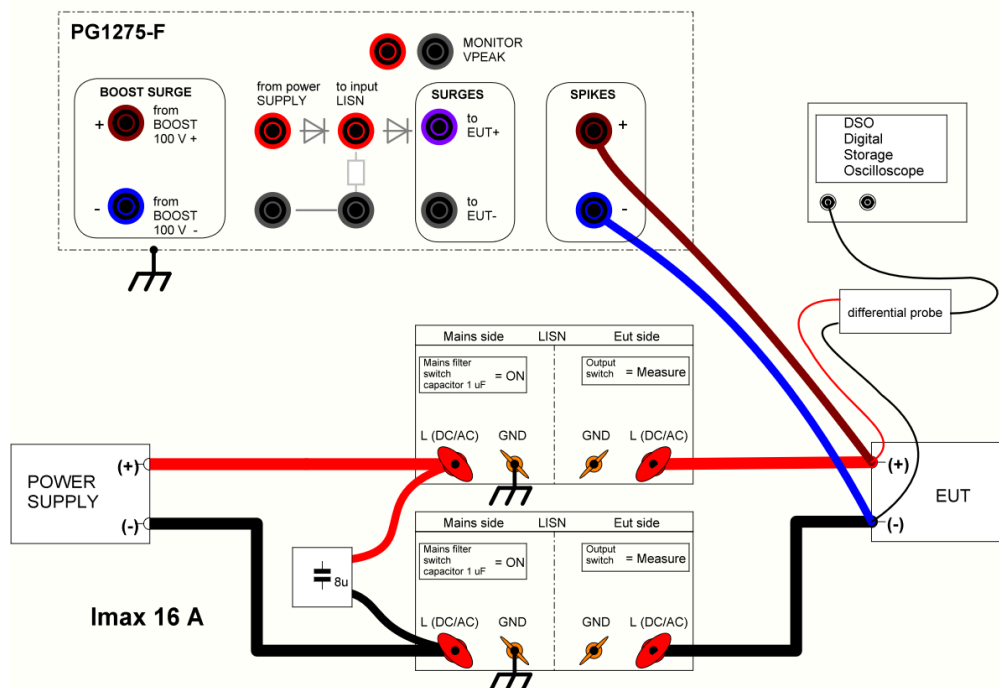 PG1275-F
MONITOR
VPEAK
BOOST SURGE
+
from
BOOST
100 V +
-
from
BOOST
100 V -
from power
SUPPLY
to input
LISN
SURGES
to
EUT+
to
EUT-
SPIKES
+
-
DSO
Digital
Storage
Oscilloscope
differential probe
Mains side
LISN
Eut side
Mains filter
switch
capacitor 1 uF
= ON
Output
switch
= Measure
L (DC/AC)
GND
GND
L (DC/AC)
POWER
SUPPLY
(+)
(-)
(+)
(-)
EUT
Mains side
LISN
Eut side
Mains filter
switch
capacitor 1 uF
= ON
Output
switch
= Measure
8u
L (DC/AC)
GND
GND
L (DC/AC)
Imax 16 A